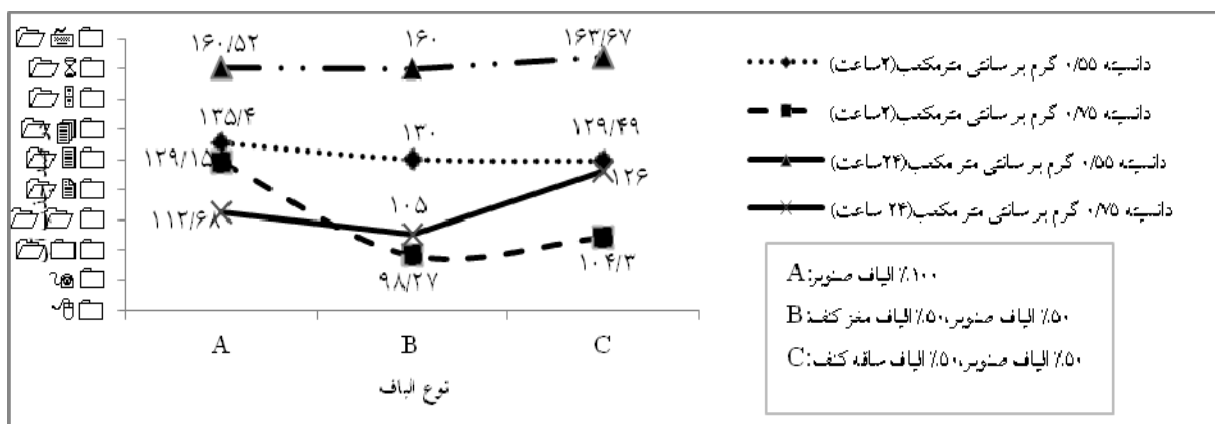 ۱۶۰/۵۲
۱۶۰
۱۶۳/۶۷
۱۳۵/۴
۱۳۰
۱۲۹/۴۹
۱۲۹/۱۵
۹۸/۲۷
۱۰۴/۳
۱۱۲/۶۸
۱۰۵
۱۲۶
A
B
C
نوع الیاف
دانسیته ۰/۵۵ گرم بر سانتی مترمکعب(۲ساعت)
دانسیته ۰/۷۵ گرم بر سانتی مترمکعب(۲ساعت)
دانسیته ۰/۵۵ گرم بر سانتی متر مکعب(۲۴ساعت)
دانسیته ۰/۷۵ گرم بر سانتی متر مکعب(۲۴ ساعت)
A:۱۰۰٪ الیاف صنوبر
B:۵۰٪ الیاف صنوبر،۵۰٪ الیاف مغز کنف
C:۵۰٪ الیاف صنوبر،۵۰٪ الیاف ساقه کنف